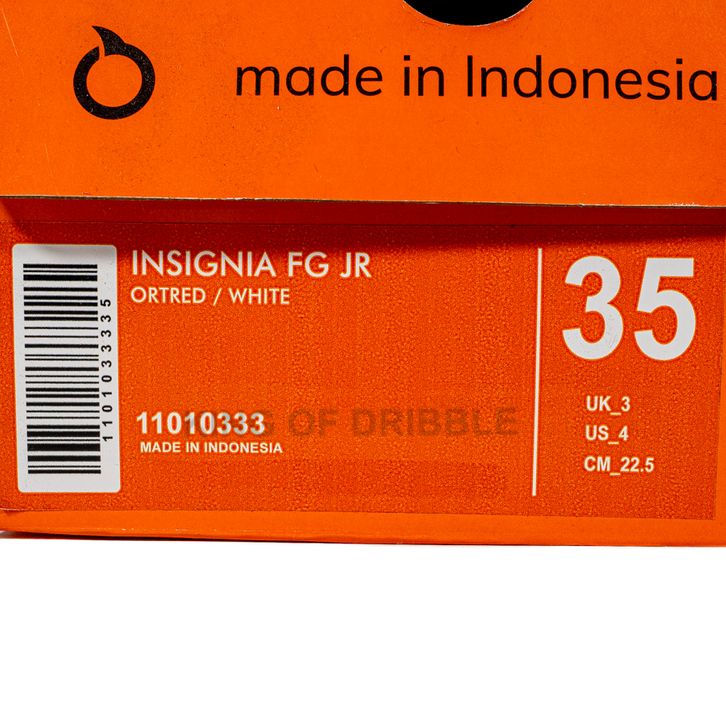 made in Indonesia
INSIGNIA FG JR
ORTRED / WHITE
35
UK_3
US_4
CM_22.5
11010333
OF DRIBBLE
MADE IN INDONESIA
1101033335